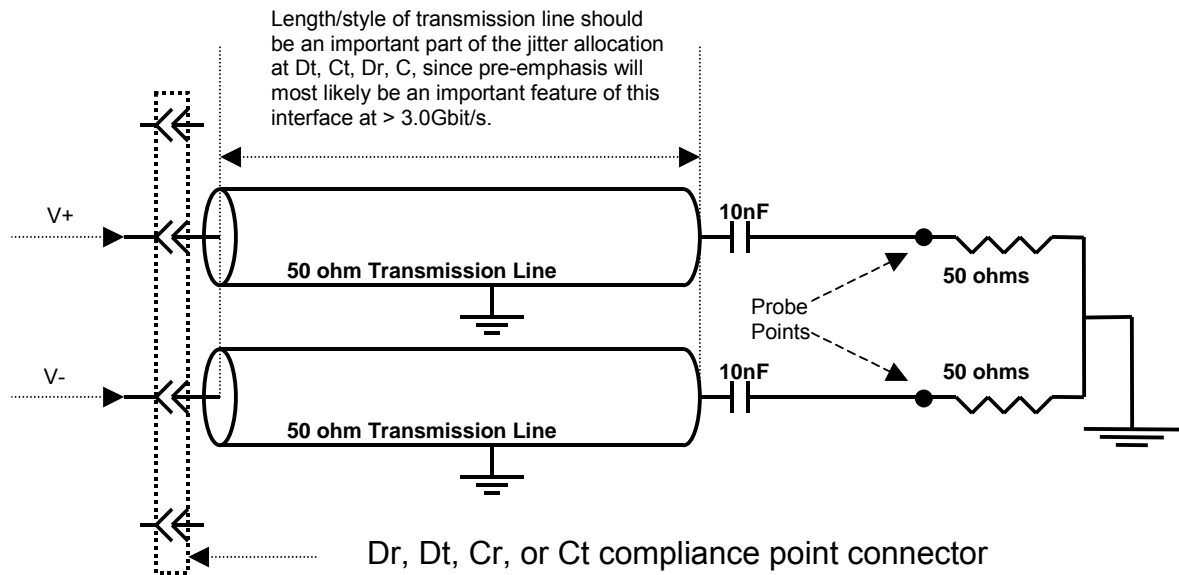 Length/style of transmission line should
be an important part of the jitter allocation
at Dt, Ct, Dr, C, since pre-emphasis will
most likely be an important feature of this
interface at > 3.0Gbit/s.
V+
10nF
50 ohm Transmission Line
50 ohms
Probe
Points
V-
10nF
50 ohms
50 ohm Transmission Line
Dr, Dt, Cr, or Ct compliance point connector